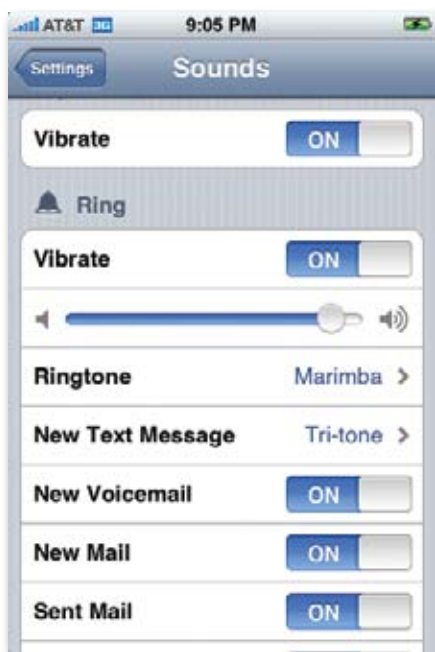 AT&T 3G 9:05 PM
Settings Sounds
Vibrate ON
Ring
Vibrate ON
Ringtone Marimba
New Text Message Tri-tone
New Voicemail ON
New Mail ON
Sent Mail ON